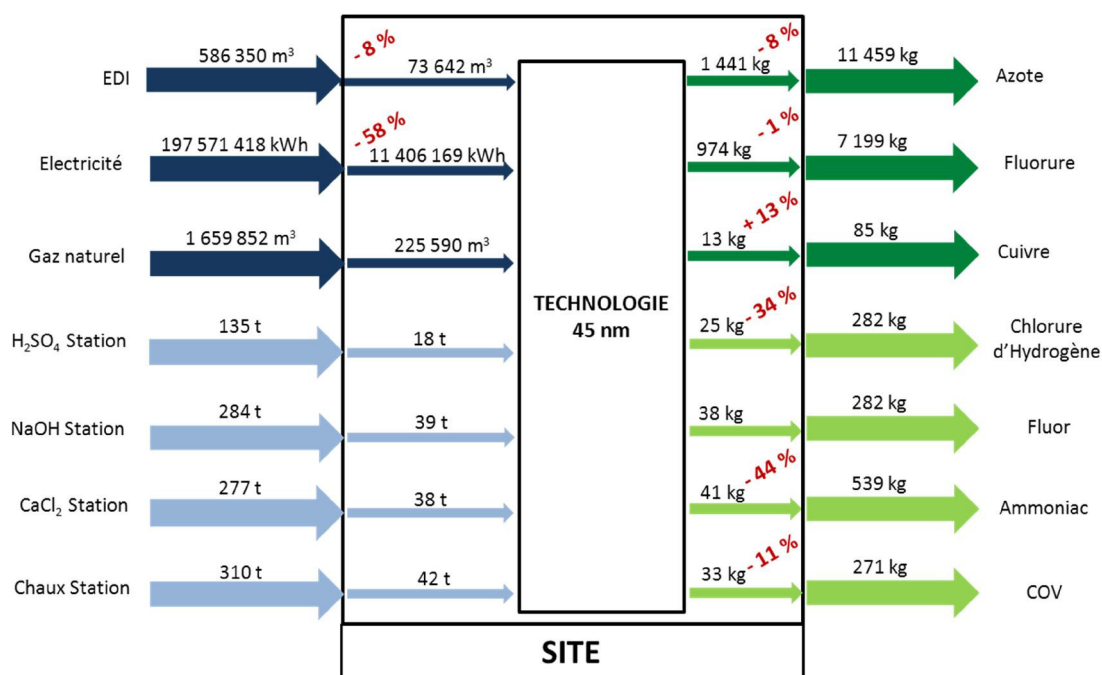 EDI
586 350 m³
- 8 %
73 642 m³
1 441 kg
- 8 %
11 459 kg
Azote
Electricité
197 571 418 kWh
- 58 %
11 406 169 kWh
974 kg
- 1 %
7 199 kg
Fluorure
Gaz naturel
1 659 852 m³
225 590 m³
13 kg
+ 13 %
85 kg
Cuivre
TECHNOLOGIE
45 nm
H₂SO₄ Station
135 t
18 t
25 kg
- 34 %
282 kg
Chlorure
d’Hydrogène
NaOH Station
284 t
39 t
38 kg
282 kg
Fluor
CaCl₂ Station
277 t
38 t
41 kg
- 44 %
539 kg
Ammoniac
Chaux Station
310 t
42 t
33 kg
- 11 %
271 kg
COV
SITE